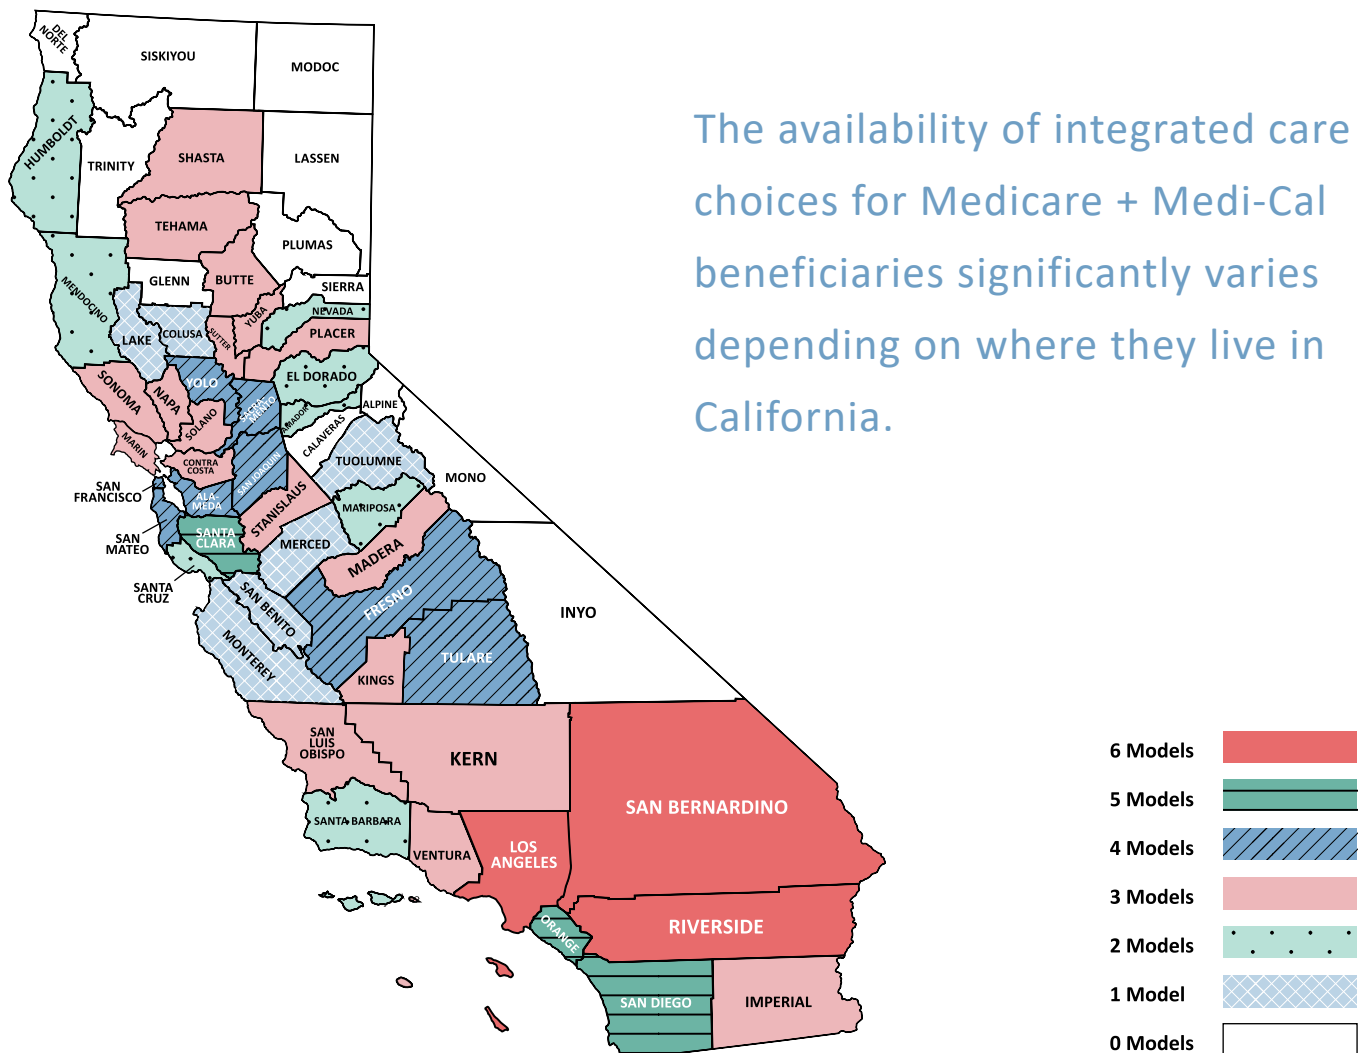 DEL
NORTE
SISKIYOU
MODOC
HUMBOLDT
TRINITY
SHASTA
LASSEN
TEHAMA
PLUMAS
GLENN
BUTTE
SIERRA
MENDOCINO
LAKE
COLUSA
SUTTER
YUBA
NEVADA
PLACER
SONOMA
NAPA
YOLO
SACRA-
MENTO
EL DORADO
AMADOR
ALPINE
SOLANO
MARIN
CALAVERAS
CONTRA
COSTA
SAN JOAQUIN
TUOLUMNE
MONO
SAN
FRANCISCO
ALA-
MEDA
STANISLAUS
MARIPOSA
SAN
MATEO
SANTA
CLARA
MERCED
MADERA
SANTA
CRUZ
SAN BENITO
FRESNO
INYO
MONTEREY
TULARE
KINGS
SAN
LUIS
OBISPO
KERN
SAN BERNARDINO
SANTA BARBARA
VENTURA
LOS
ANGELES
ORANGE
RIVERSIDE
SAN DIEGO
IMPERIAL
The availability of integrated care
choices for Medicare + Medi-Cal
beneficiaries significantly varies
depending on where they live in
California.
6 Models
5 Models
4 Models
3 Models
2 Models
1 Model
0 Models